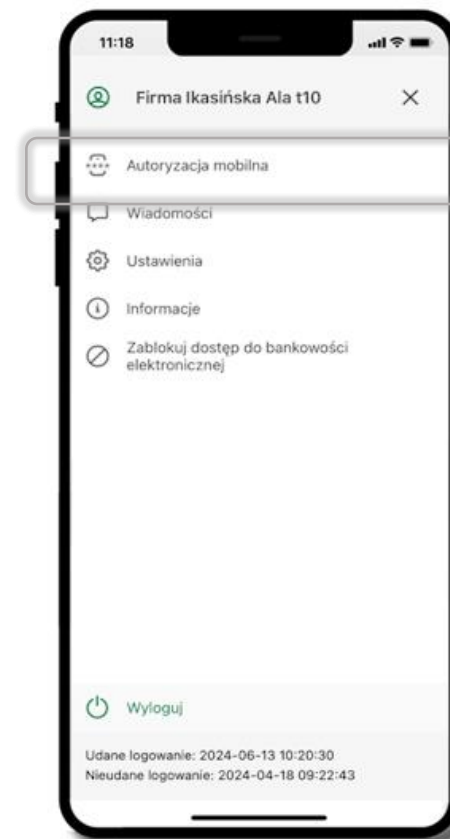 11:18
Firma Ikasińska Ala t10
Autoryzacja mobilna
Wiadomości
Ustawienia
Informacje
Zablokuj dostęp do bankowości
elektronicznej
Wyloguj
Udane logowanie: 2024-06-13 10:20:30
Nieudane logowanie: 2024-04-18 09:22:43